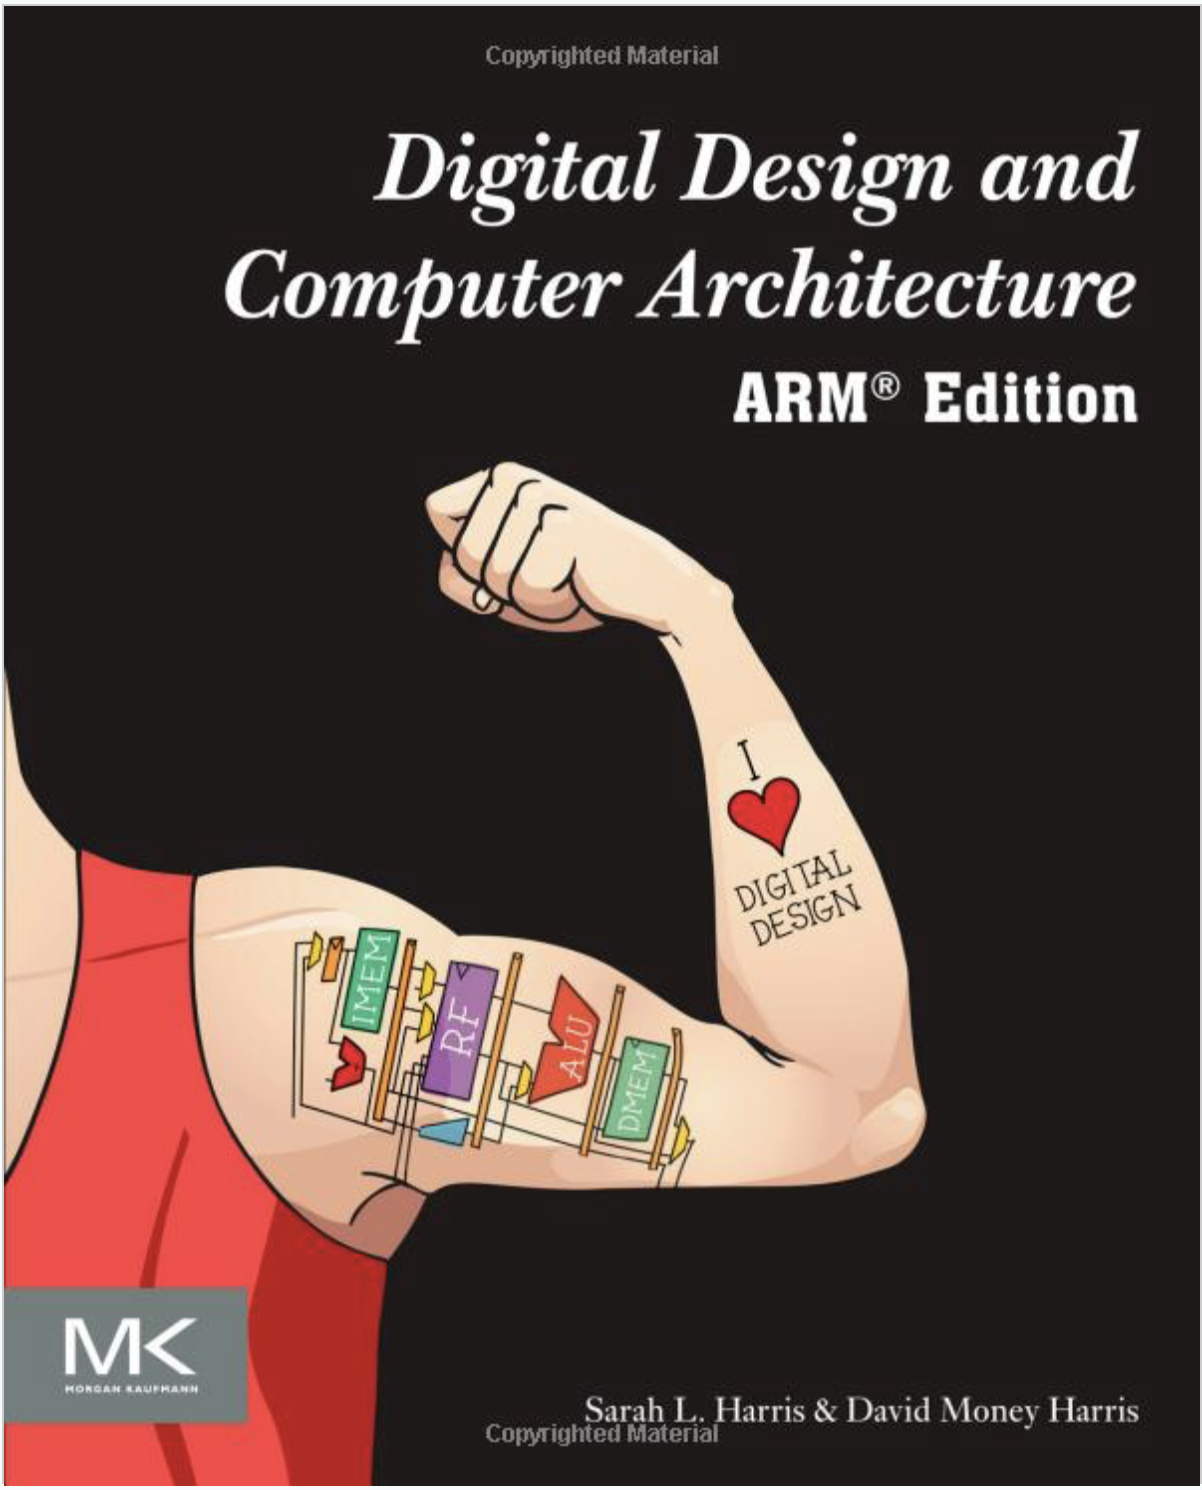 Copyrighted Material
Digital Design and
Computer Architecture
ARM® Edition
I
DIGITAL
DESIGN
IMEM
RF
ALU
DMEM
MK
MORGAN KAUFMANN
Sarah L. Harris & David Money Harris
Copyrighted Material